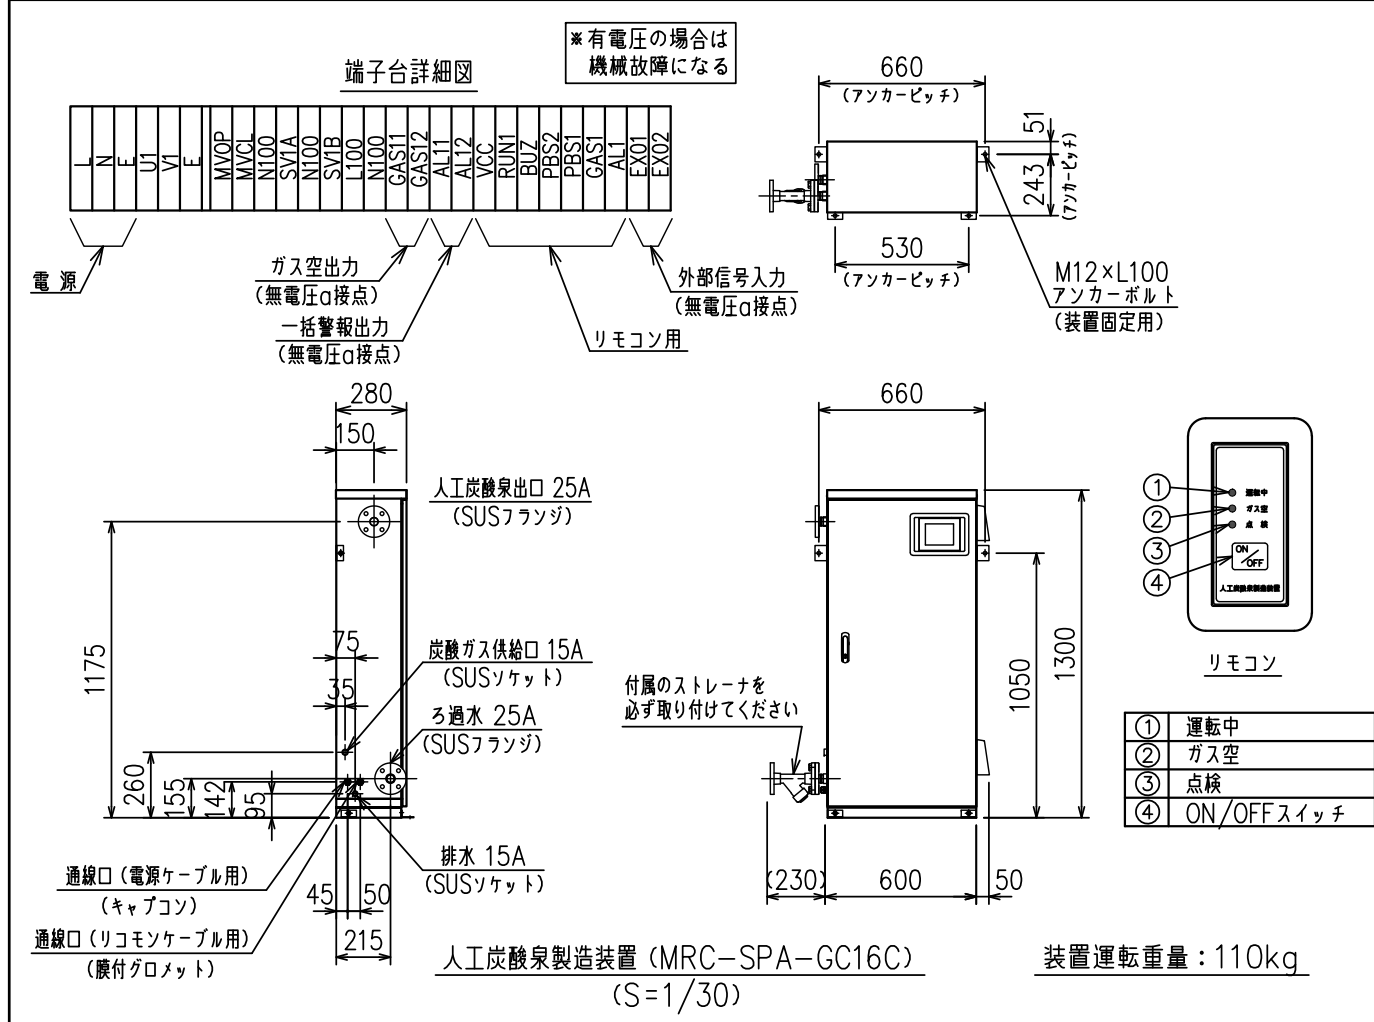 ※有電圧の場合は
機械故障になる
端子台詳細図
L
N
E
U1
V1
E
MVOP
MVCL
N100
SV1A
N100
SV1B
L100
N100
GAS11
GAS12
AL11
AL12
VCC
RUN1
BUZ
PBS2
PBS1
GAS1
AL1
EXO1
EXO2
電源
ガス空出力
(無電圧a接点)
一括警報出力
(無電圧a接点)
リモコン用
外部信号入力
(無電圧a接点)
660
(アンカーピッチ)
51
243
(アンカーピッチ)
530
(アンカーピッチ)
M12×L100
アンカーボルト
(装置固定用)
280
150
人工炭酸泉出口 25A
(SUSフランジ)
1175
75
35
炭酸ガス供給口 15A
(SUSソケット)
ろ過水 25A
(SUSフランジ)
260
155
142
95
排水 15A
(SUSソケット)
通線口(電源ケーブル用)
(キャプコン)
通線口(リコモンケーブル用)
(膜付グロメット)
45
50
215
660
付属のストレーナを
必ず取り付けてください
1050
1300
(230)
600
50
①
②
③
④
運転中
ガス空
点検
ON/OFF
人工炭酸泉製造装置
リモコン
① 運転中
② ガス空
③ 点検
④ ON/OFFスイッチ
人工炭酸泉製造装置(MRC-SPA-GC16C)
(S=1/30)
装置運転重量:110kg